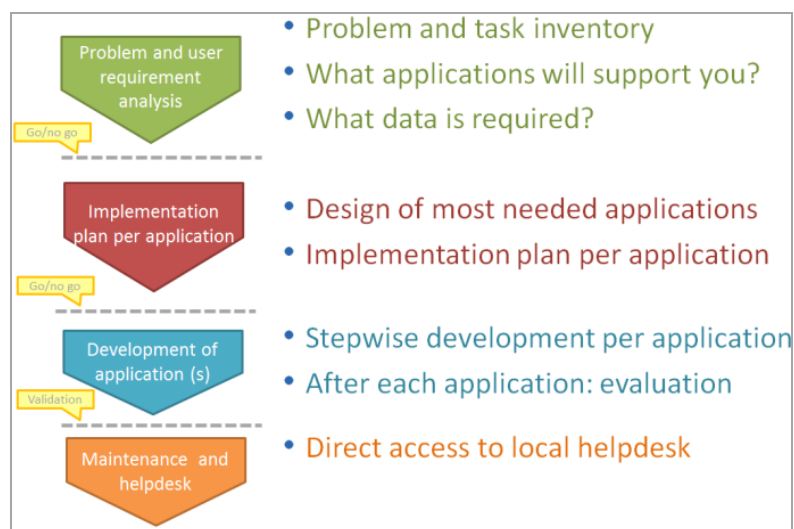 Problem and user
requirement
analysis
• Problem and task inventory
• What applications will support you?
• What data is required?
Go/no go
Implementation
plan per application
• Design of most needed applications
• Implementation plan per application
Go/no go
Development of
application (s)
• Stepwise development per application
• After each application: evaluation
Validation
Maintenance and
helpdesk
• Direct access to local helpdesk